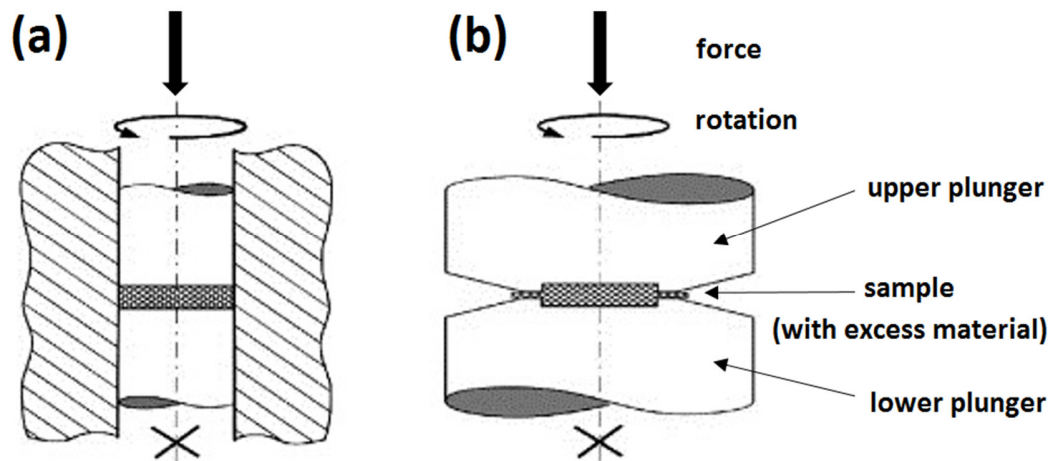 (a)
(b)
force
rotation
upper plunger
sample
(with excess material)
lower plunger